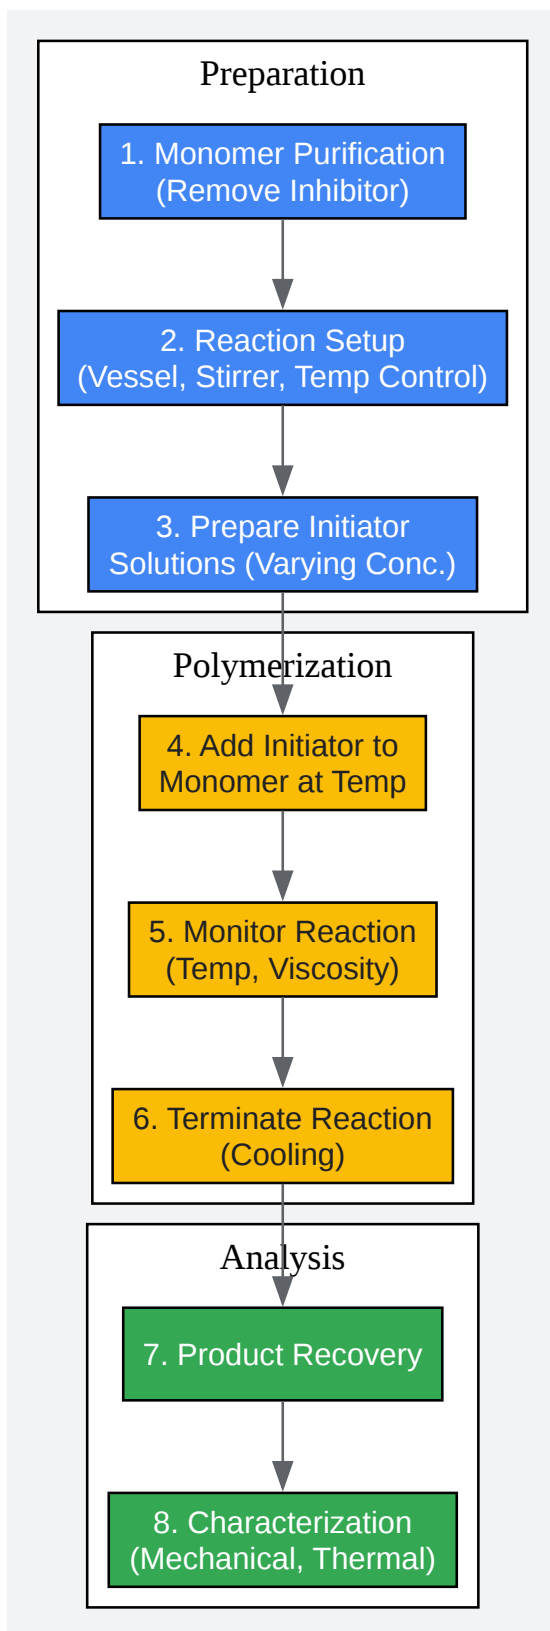 Preparation
1. Monomer Purification
(Remove Inhibitor)
2. Reaction Setup
(Vessel, Stirrer, Temp Control)
3. Prepare Initiator
Solutions (Varying Conc.)
Polymerization
4. Add Initiator to
Monomer at Temp
5. Monitor Reaction
(Temp, Viscosity)
6. Terminate Reaction
(Cooling)
Analysis
7. Product Recovery
8. Characterization
(Mechanical, Thermal)